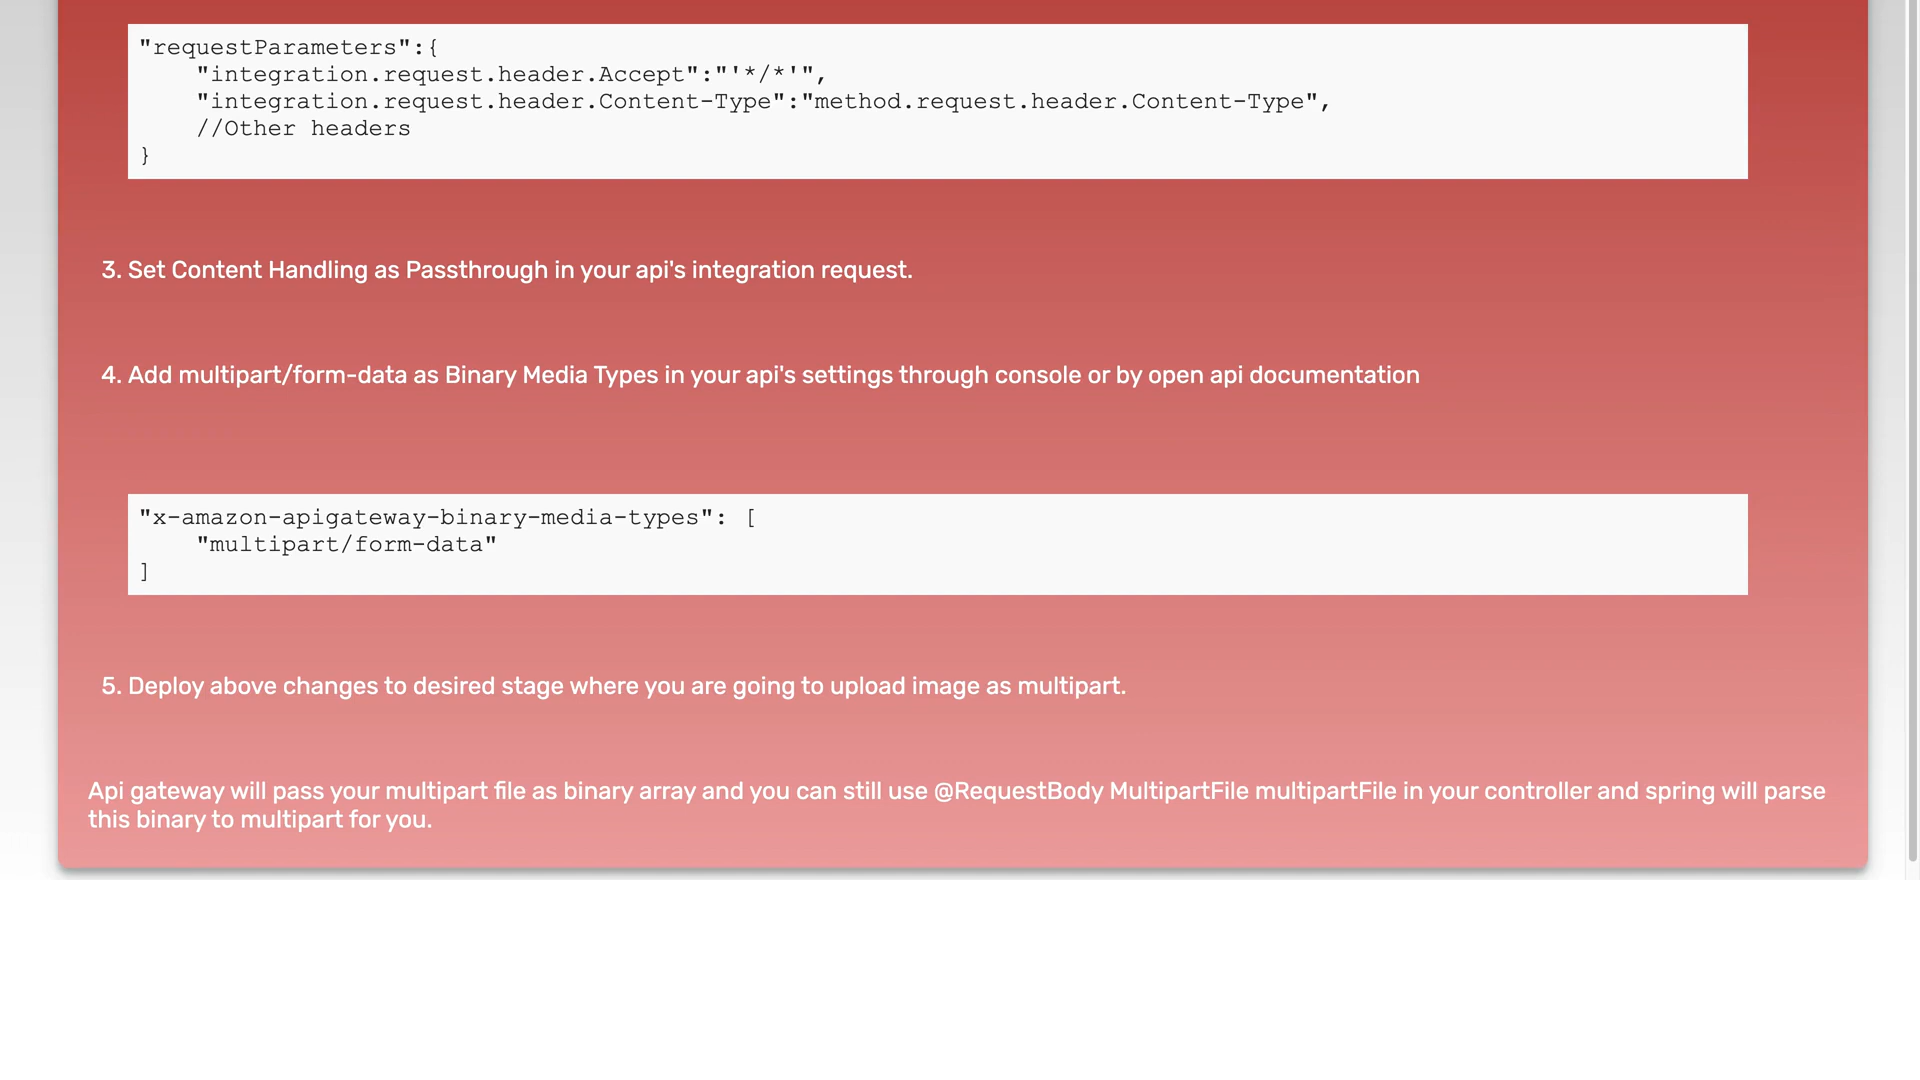 "requestParameters":{
    "integration.request.header.Accept":"'*/*'",
    "integration.request.header.Content-Type":"method.request.header.Content-Type",
    //Other headers
}
3. Set Content Handling as Passthrough in your api's integration request.
4. Add multipart/form-data as Binary Media Types in your api's settings through console or by open api documentation
"x-amazon-apigateway-binary-media-types": [
    "multipart/form-data"
]
5. Deploy above changes to desired stage where you are going to upload image as multipart.
Api gateway will pass your multipart file as binary array and you can still use @RequestBody MultipartFile multipartFile in your controller and spring will parse
this binary to multipart for you.